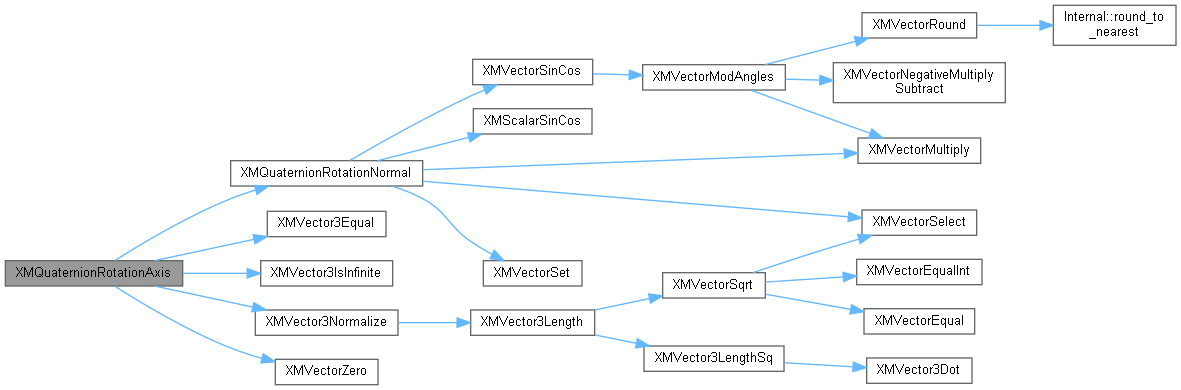 XMVectorRound
Internal::round_to
_nearest
XMVectorSinCos
XMVectorModAngles
XMVectorNegativeMultiply
Subtract
XMScalarSinCos
XMVectorMultiply
XMQuaternionRotationNormal
XMVector3Equal
XMVectorSelect
XMQuaternionRotationAxis
XMVector3IsInfinite
XMVectorSet
XMVectorSqrt
XMVectorEqualInt
XMVector3Normalize
XMVector3Length
XMVectorEqual
XMVectorZero
XMVector3LengthSq
XMVector3Dot